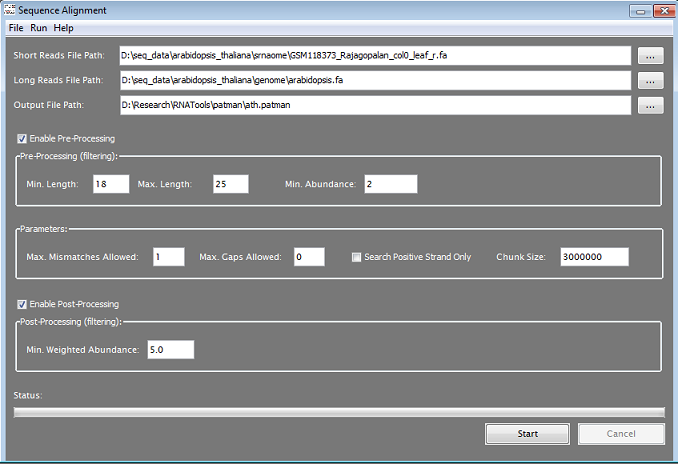 Sequence Alignment
File Run Help
Short Reads File Path: D:\seq_data\arabidopsis_thaliana\srnaome\GSM118373_Rajagopalan_col0_leaf_r.fa ...
Long Reads File Path: D:\seq_data\arabidopsis_thaliana\genome\arabidopsis.fa ...
Output File Path: D:\Research\RNATools\patman\ath.patman ...
Enable Pre-Processing
Pre-Processing (filtering):
Min. Length: 18 Max. Length: 25 Min. Abundance: 2
Parameters:
Max. Mismatches Allowed: 1 Max. Gaps Allowed: 0 Search Positive Strand Only Chunk Size: 3000000
Enable Post-Processing
Post-Processing (filtering):
Min. Weighted Abundance: 5.0
Status:
Start Cancel